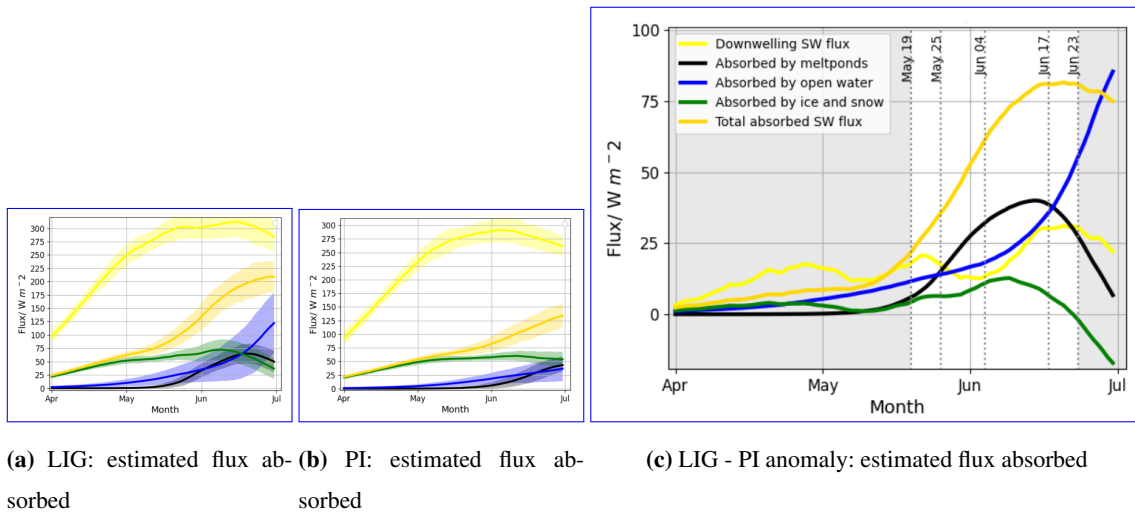 100
75
50
25
0
Flux/ W m⁻2
Downwelling SW flux
Absorbed by meltponds
Absorbed by open water
Absorbed by ice and snow
Total absorbed SW flux
May 19
May 25
Jun 04
Jun 17
Jun 23
Apr May Jun Jul
Month
300
275
250
225
200
175
150
125
100
75
50
25
0
Flux/ W m⁻2
Apr May Jun Jul
Month
300
275
250
225
200
175
150
125
100
75
50
25
0
Flux/ W m⁻2
Apr May Jun Jul
Month
(a) LIG: estimated flux ab-
sorbed
(b) PI: estimated flux ab-
sorbed
(c) LIG - PI anomaly: estimated flux absorbed